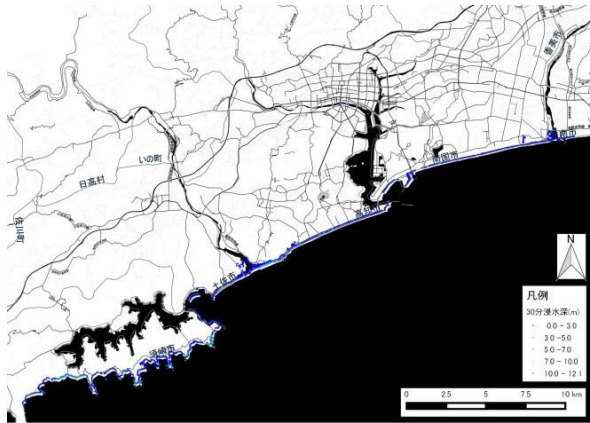 香美市
いの町
日高村
佐川町
南国市
高知市
土佐市
須崎市
N
凡例
30分浸水深(m)
0.0 - 3.0
3.0 - 5.0
5.0 - 7.0
7.0 - 10.0
10.0 - 12.1
0 2.5 5 7.5 10 km